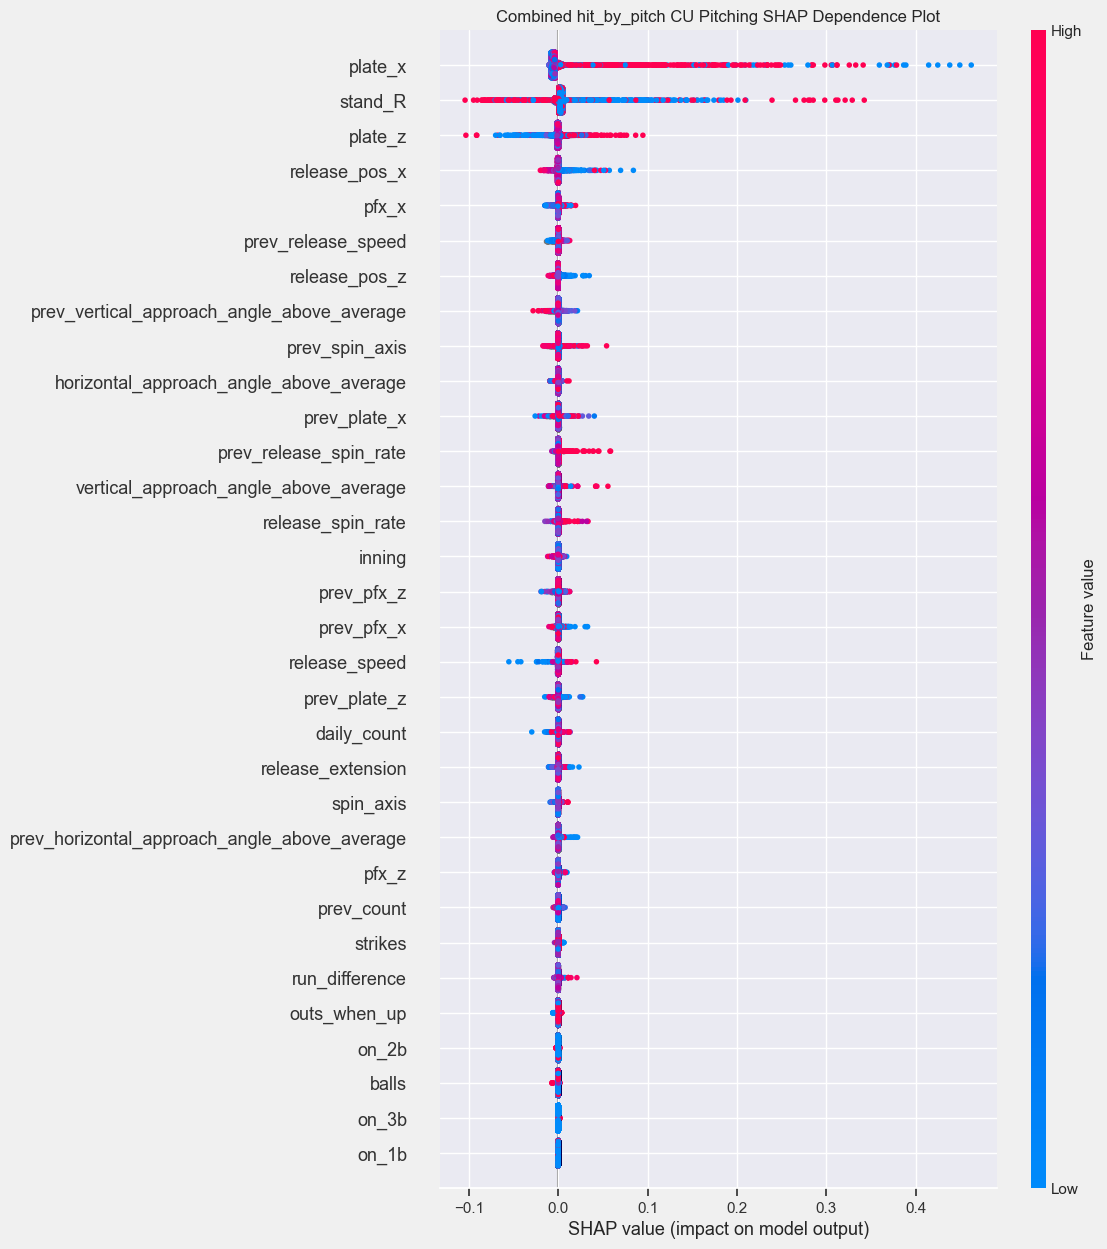 Combined hit_by_pitch CU Pitching SHAP Dependence Plot
High
plate_x
stand_R
plate_z
release_pos_x
pfx_x
prev_release_speed
release_pos_z
prev_vertical_approach_angle_above_average
prev_spin_axis
horizontal_approach_angle_above_average
prev_plate_x
prev_release_spin_rate
vertical_approach_angle_above_average
release_spin_rate
inning
prev_pfx_z
prev_pfx_x
release_speed
prev_plate_z
daily_count
release_extension
spin_axis
prev_horizontal_approach_angle_above_average
pfx_z
prev_count
strikes
run_difference
outs_when_up
on_2b
balls
on_3b
on_1b
Feature value
Low
−0.1 0.0 0.1 0.2 0.3 0.4
SHAP value (impact on model output)